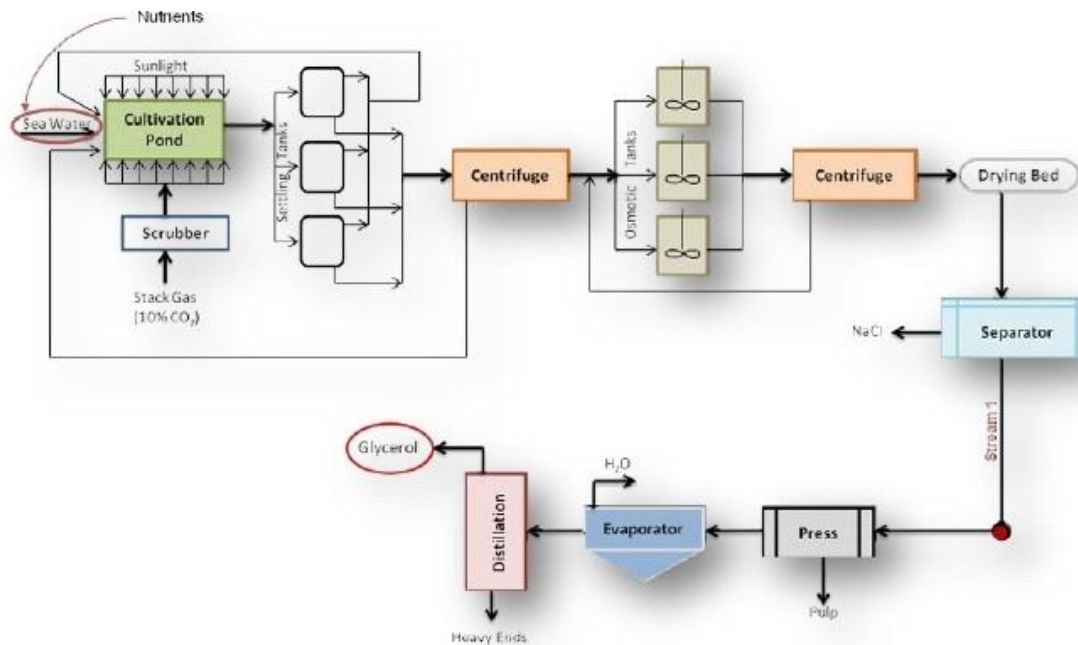 Nutrients
Sunlight
Sea Water
Cultivation
Pond
Settling Tanks
Scrubber
Stack Gas
(10% CO₂)
Centrifuge
Osmotic Tanks
Centrifuge
Drying Bed
NaCl
Separator
Stream 1
Glycerol
H₂O
Distillation
Evaporator
Press
Pulp
Heavy Ends